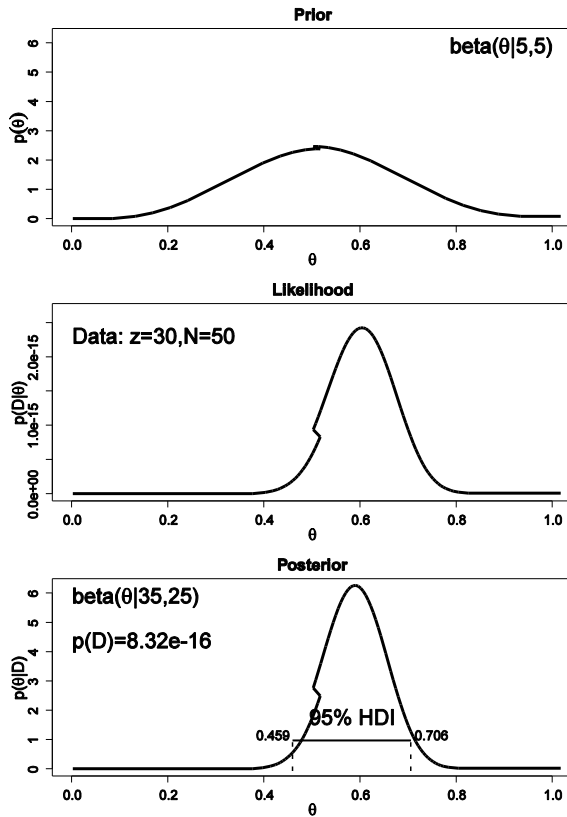 Prior
beta(θ|5,5)
p(θ)
0 1 2 3 4 5 6
0.0 0.2 0.4 0.6 0.8 1.0
θ
Likelihood
Data: z=30,N=50
p(D|θ)
0.0e+00 1.0e-15 2.0e-15
0.0 0.2 0.4 0.6 0.8 1.0
θ
Posterior
beta(θ|35,25)
p(D)=8.32e-16
p(θ|D)
0 1 2 3 4 5 6
95% HDI
0.459 0.706
0.0 0.2 0.4 0.6 0.8 1.0
θ